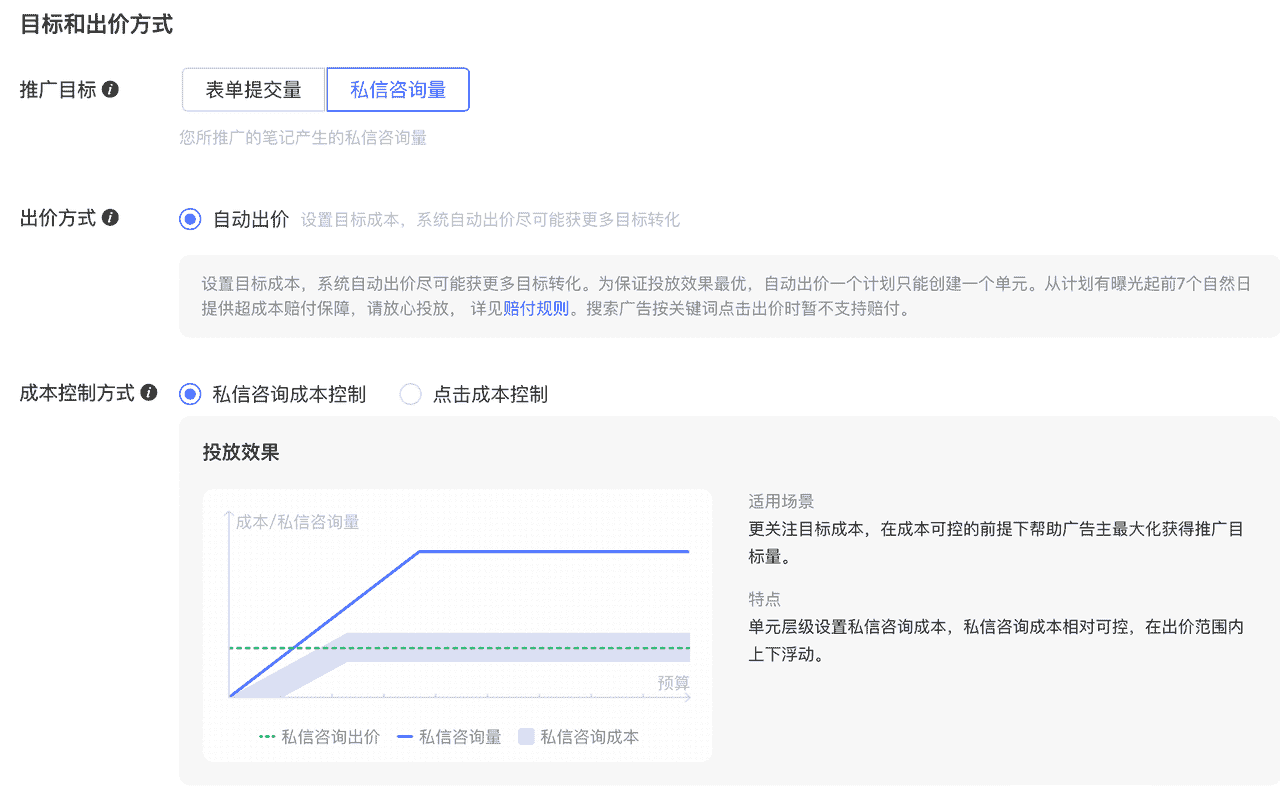 目标和出价方式
推广目标
表单提交量
私信咨询量
您所推广的笔记产生的私信咨询量
出价方式
自动出价 设置目标成本，系统自动出价尽可能获更多目标转化
设置目标成本，系统自动出价尽可能获更多目标转化。为保证投放效果最优，自动出价一个计划只能创建一个单元。从计划有曝光起前7个自然日
提供超成本赔付保障，请放心投放， 详见赔付规则。搜索广告按关键词点击出价时暂不支持赔付。
成本控制方式
私信咨询成本控制
点击成本控制
投放效果
成本/私信咨询量
预算
私信咨询出价
私信咨询量
私信咨询成本
适用场景
更关注目标成本，在成本可控的前提下帮助广告主最大化获得推广目
标量。
特点
单元层级设置私信咨询成本，私信咨询成本相对可控，在出价范围内
上下浮动。